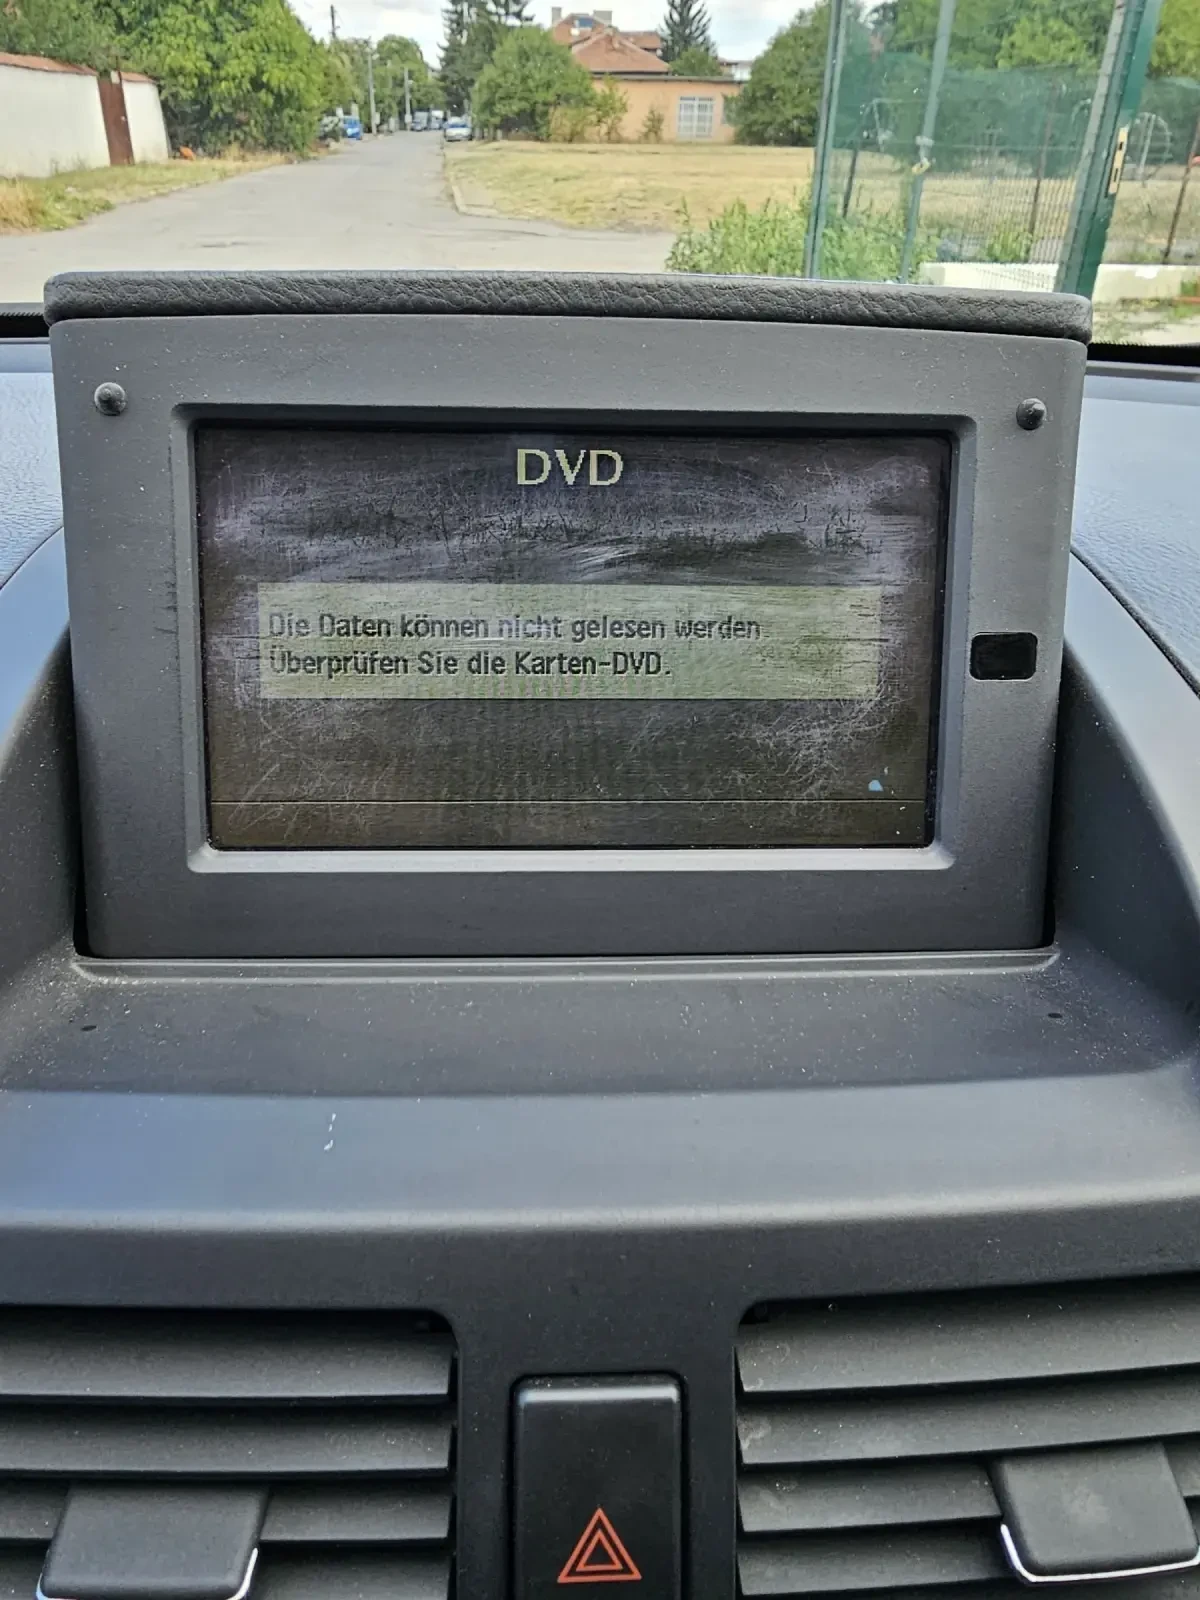 DVD
Die Daten können nicht gelesen werden
Überprüfen Sie die Karten-DVD.